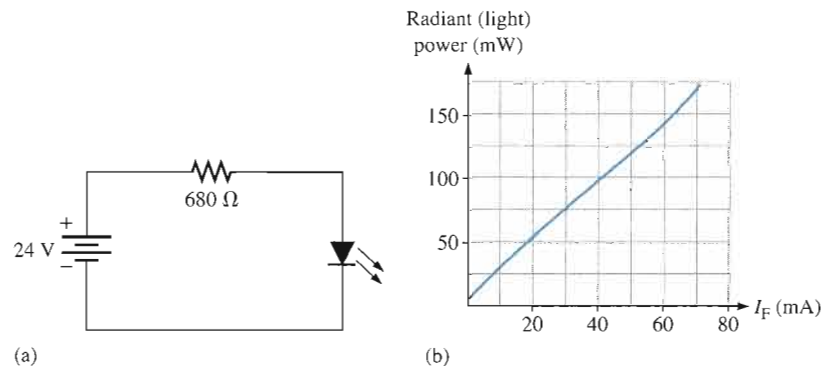 Radiant (light)
power (mW)
150
100
50
20 40 60 80
I_F (mA)
680 Ω
+
24 V
−
(a)
(b)